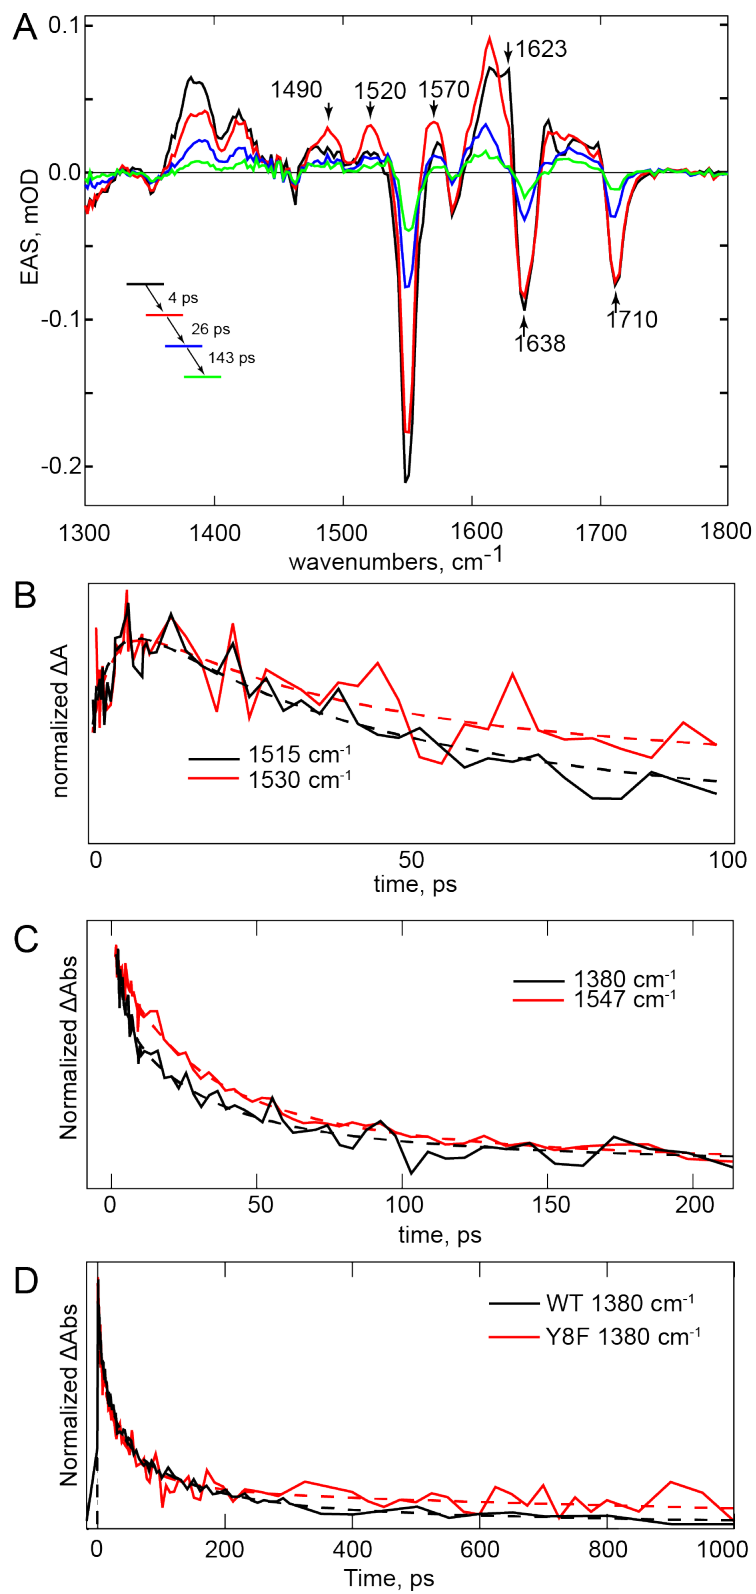 A
0.1
1623
1490 1520 1570
0.0
EAS, mOD
4 ps
26 ps
143 ps
-0.1
1638
1710
-0.2
1300 1400 1500 1600 1700 1800
wavenumbers, cm-1
B
normalized ΔA
1515 cm-1
1530 cm-1
0 50 100
time, ps
C
Normalized ΔAbs
1380 cm-1
1547 cm-1
0 50 100 150 200
time, ps
D
Normalized ΔAbs
WT 1380 cm-1
Y8F 1380 cm-1
0 200 400 600 800 1000
Time, ps